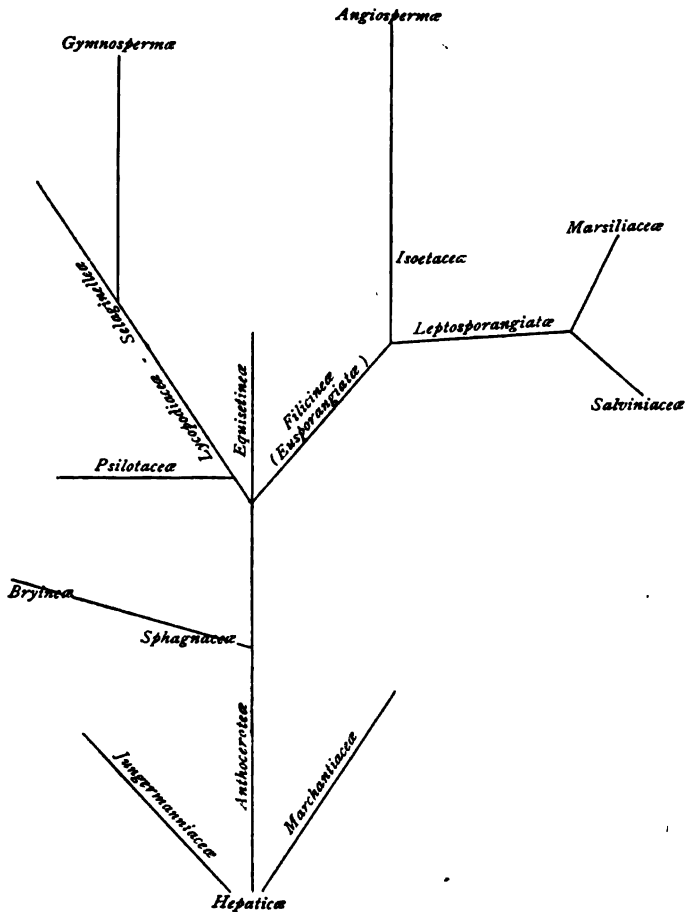 Angiospermæ
Gymnospermæ
Marsiliaceæ
Isoetaceæ
Leptosporangiatæ
Salviniaceæ
Lycopodiaceæ - Selaginelleæ
Equisetineæ
Filicineæ
(Eusporangiatæ)
Psilotaceæ
Bryineæ
Sphagnaceæ
Jungermanniaceæ
Anthoceroteæ
Marchantiaceæ
Hepaticæ